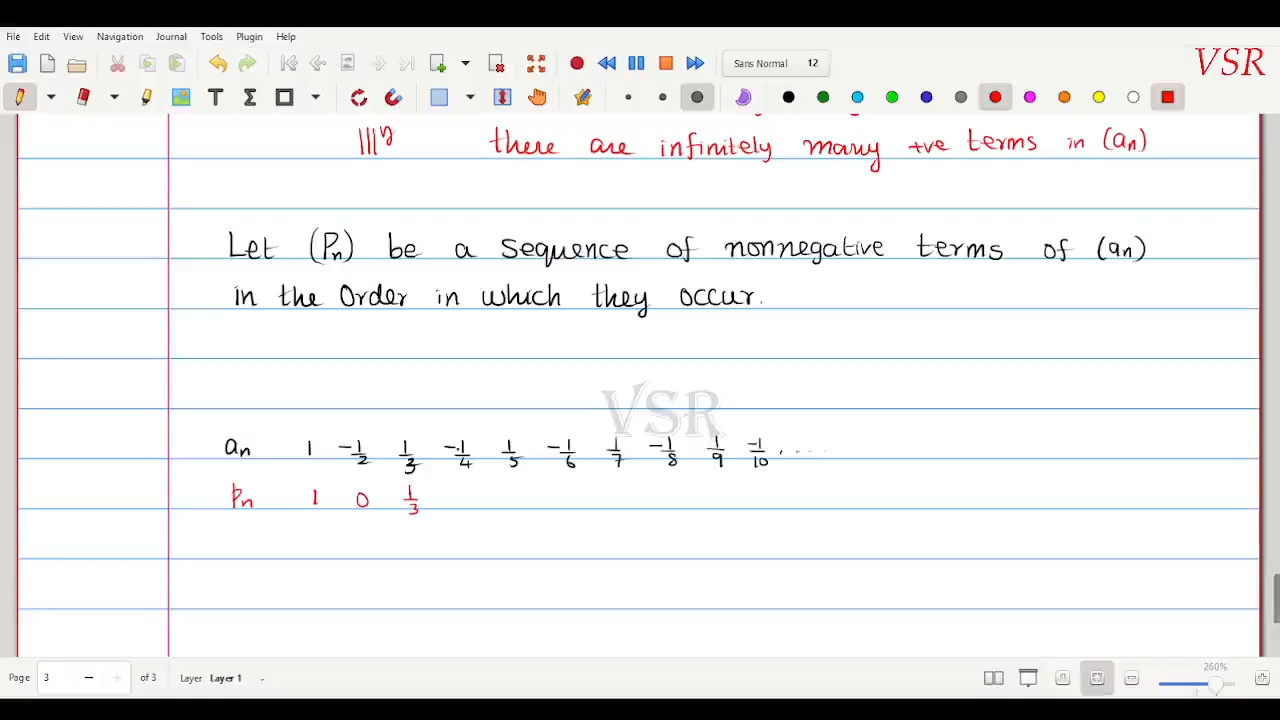 File Edit View Navigation Journal Tools Plugin Help
VSR
Sans Normal 12
|||y there are infinitely many +ve terms in (an)
Let (Pn) be a sequence of nonnegative terms of (an)
in the Order in which they occur.
VSR
an 1 -1/2 1/3 -1/4 1/5 -1/6 1/7 -1/8 1/9 -1/10 , ....
Pn 1 0 1/3
Page 3 of 3 Layer Layer 1 260%